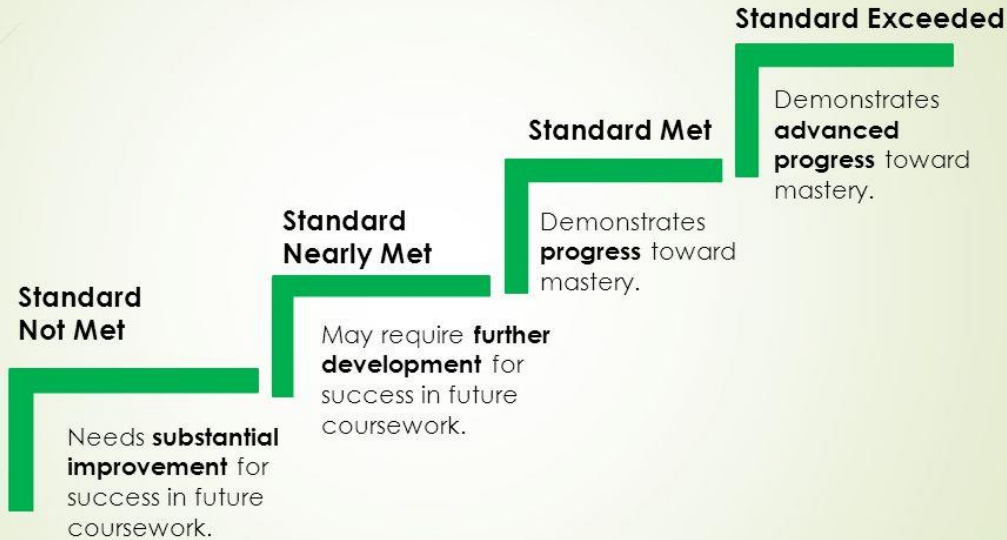 Standard
Not Met
Needs substantial
improvement for
success in future
coursework.
Standard
Nearly Met
May require further
development for
success in future
coursework.
Standard Met
Demonstrates
progress toward
mastery.
Standard Exceeded
Demonstrates
advanced
progress toward
mastery.